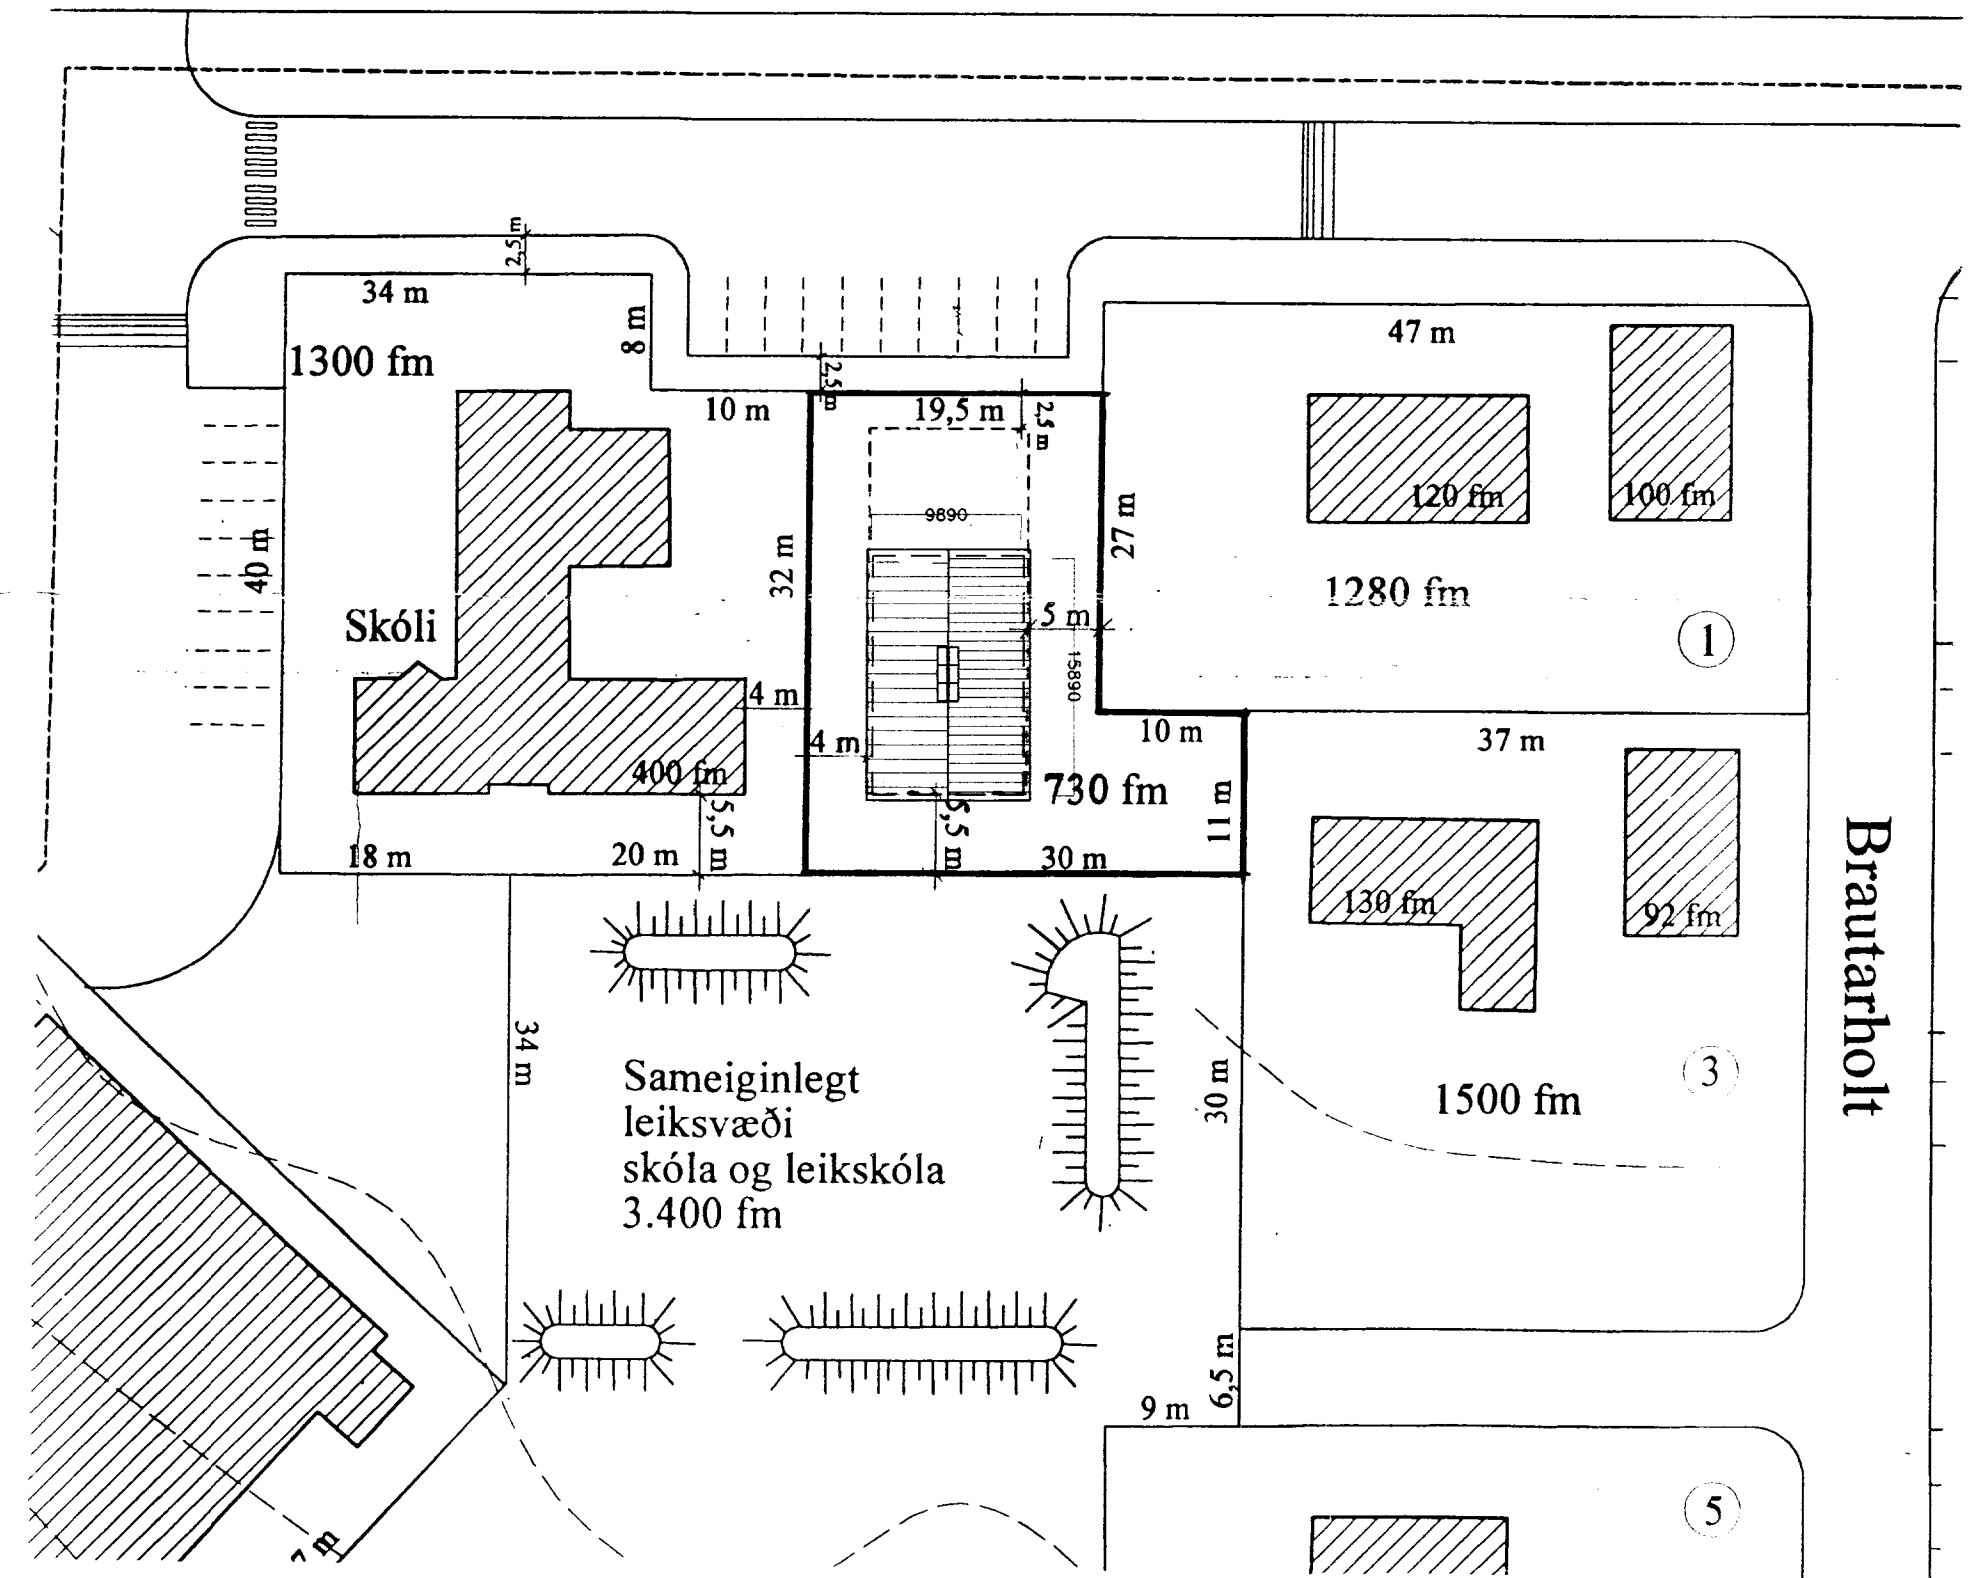 2,5 m
34 m
8 m
1300 fm
10 m
2,5 m
19,5 m
2,5 m
47 m
120 fm
100 fm
9890
27 m
32 m
40 m
1280 fm
5 m
1
Skóli
15890
4 m
4 m
10 m
37 m
400 fm
730 fm
5,5 m
5,5 m
11 m
18 m
20 m
30 m
130 fm
92 fm
Brautarholt
34 m
Sameiginlegt
leiksvæði
skóla og leikskóla
3.400 fm
30 m
3
1500 fm
6,5 m
9 m
5
7 m